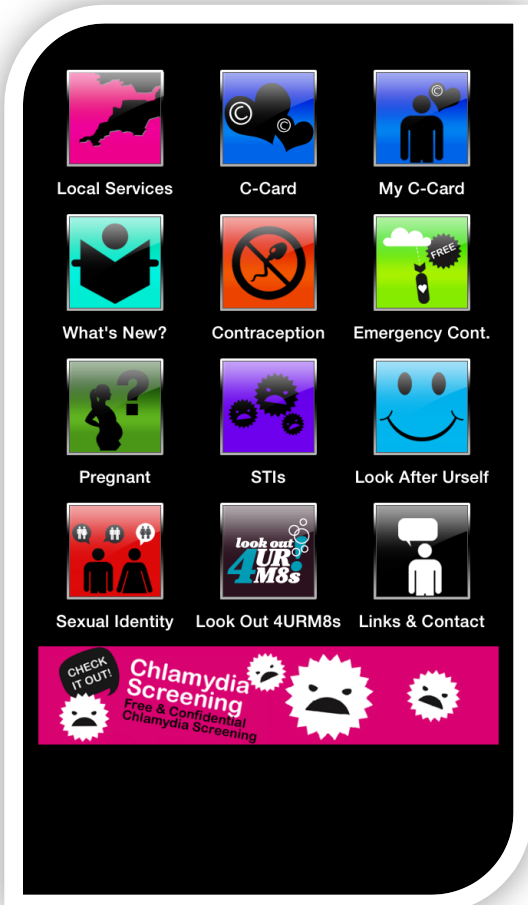 ©
©
©
Local Services
C-Card
My C-Card
FREE
What's New?
Contraception
Emergency Cont.
?
Pregnant
STIs
Look After Urself
look out
4UR
M8s!
Sexual Identity
Look Out 4URM8s
Links & Contact
CHECK
IT OUT!
Chlamydia
Screening
Free & Confidential
Chlamydia Screening